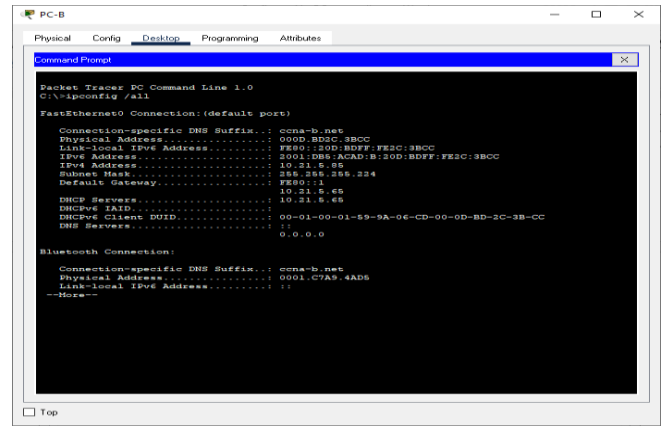 PC-B
Physical Config Desktop Programming Attributes
Command Prompt
Packet Tracer PC Command Line 1.0
C:\>ipconfig /all
FastEthernet0 Connection:(default port)
Connection-specific DNS Suffix..: ccna-b.net
Physical Address................: 000D.BD2C.3BCC
Link-local IPv6 Address.........: FE80::20D:BDFF:FE2C:3BCC
IPv6 Address....................: 2001:DB5:ACAD:B:20D:BDFF:FE2C:3BCC
IPv4 Address....................: 10.21.5.85
Subnet Mask.....................: 255.255.255.224
Default Gateway.................: FE80::1
10.21.5.65
DHCP Servers....................: 10.21.5.65
DHCPv6 IAID.....................:
DHCPv6 Client DUID..............: 00-01-00-01-59-9A-06-CD-00-0D-BD-2C-3B-CC
DNS Servers.....................: ::
0.0.0.0
Bluetooth Connection:
Connection-specific DNS Suffix..: ccna-b.net
Physical Address................: 0001.C7A9.4AD5
Link-local IPv6 Address.........: ::
--More--
Top